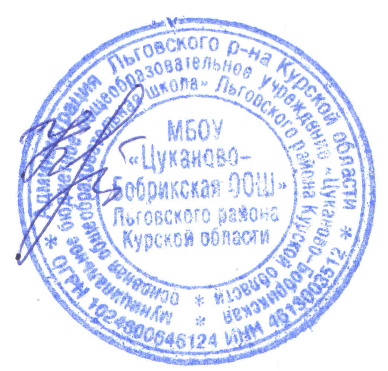 Администрация Льговского р-на Курской области *
* ОГРН 1024600646124 ИНН 4613003512 *
Муниципальное бюджетное общеобразовательное учреждение «Цуканово-Бобрикская
основная общеобразовательная школа» Льговского района Курской области *
МБОУ
«Цуканово-
Бобрикская ООШ»
Льговского района
Курской области